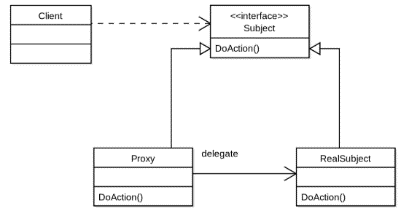 Client
<<interface>>
Subject
DoAction()
delegate
Proxy
RealSubject
DoAction()
DoAction()